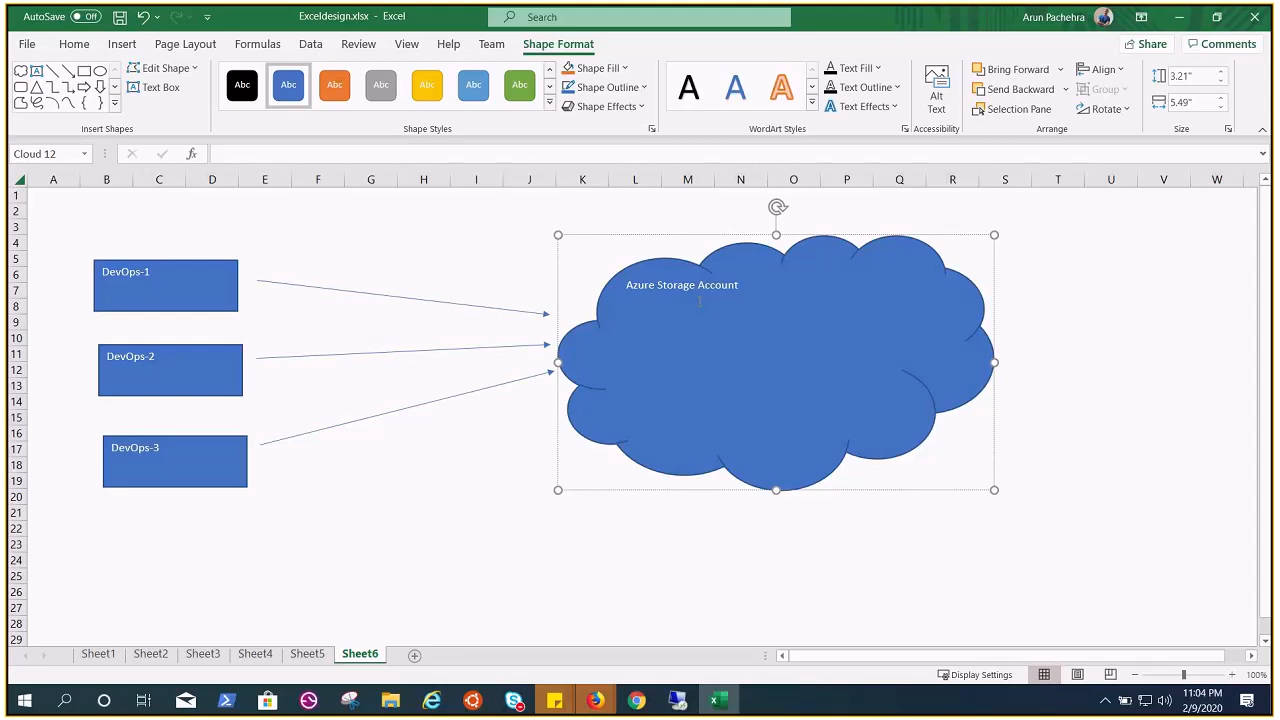 AutoSave Off Exceldesign.xlsx - Excel Search Arun Pachehra
File Home Insert Page Layout Formulas Data Review View Help Team Shape Format Share Comments
Edit Shape
Text Box
Insert Shapes
Abc Abc Abc Abc Abc Abc Abc
Shape Fill
Shape Outline
Shape Effects
Shape Styles
A A A
Text Fill
Text Outline
Text Effects
WordArt Styles
Alt
Text
Accessibility
Bring Forward
Send Backward
Selection Pane
Align
Group
Rotate
Arrange
3.21"
5.49"
Size
Cloud 12 fx
A B C D E F G H I J K L M N O P Q R S T U V W
1
2
3
4
5
6
7
8
9
10
11
12
13
14
15
16
17
18
19
20
21
22
23
24
25
26
27
28
29
DevOps-1
DevOps-2
DevOps-3
Azure Storage Account
Sheet1 Sheet2 Sheet3 Sheet4 Sheet5 Sheet6
Display Settings 100%
11:04 PM
2/9/2020